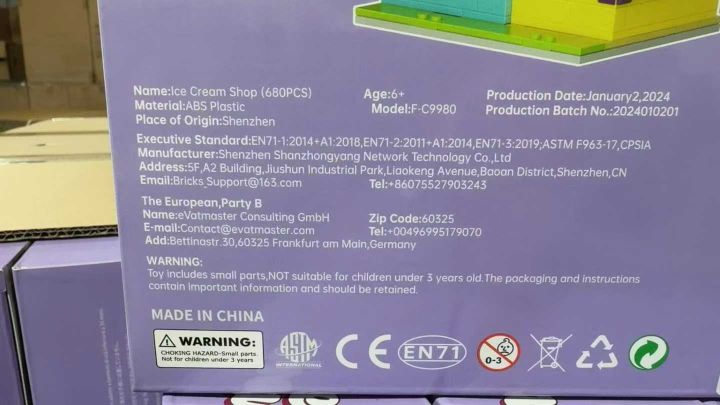 Name:Ice Cream Shop (680PCS)
Age:6+
Production Date:January2,2024
Material:ABS Plastic
Model:F-C9980
Production Batch No.:2024010201
Place of Origin:Shenzhen
Executive Standard:EN71-1:2014+A1:2018,EN71-2:2011+A1:2014,EN71-3:2019;ASTM F963-17,CPSIA
Manufacturer:Shenzhen Shanzhongyang Network Technology Co.,Ltd
Address:5F,A2 Building,Jiushun Industrial Park,Liaokeng Avenue,Baoan District,Shenzhen,CN
Email:Bricks_Support@163.com
Tel:+8607552790​3243
The European,Party B
Name:eVatmaster Consulting GmbH
Zip Code:60325
E-mail:Contact@evatmaster.com
Tel:+00496995179070
Add:Bettinastr.30,60325 Frankfurt am Main,Germany
WARNING:
Toy includes small parts,NOT suitable for children under 3 years old.The packaging and instructions
contain important information and should be retained.
MADE IN CHINA
WARNING:
CHOKING HAZARD-Small parts.
Not for children under 3 years
ASTM
INTERNATIONAL
CE
EN71
0-3